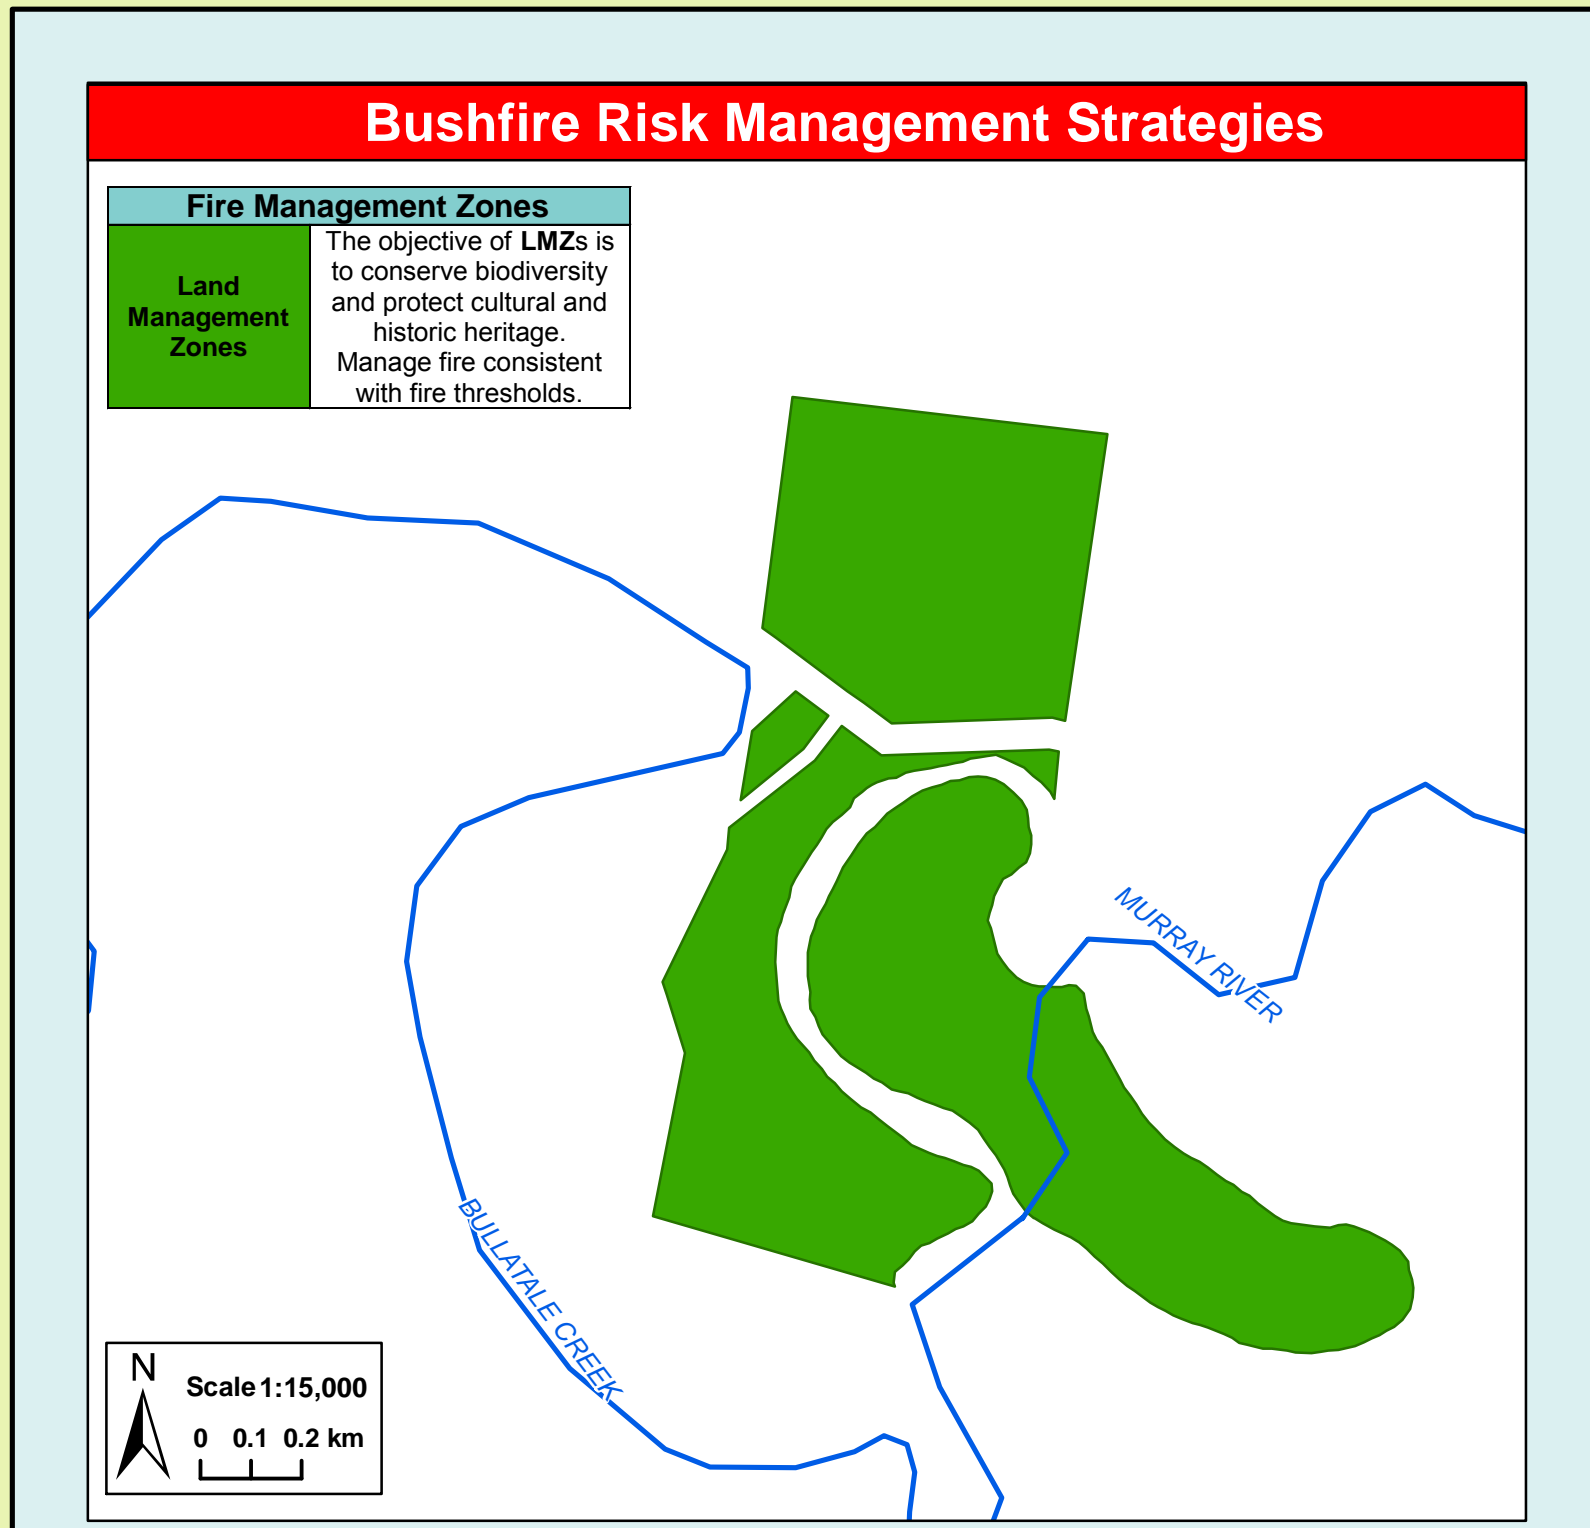 Bushfire Risk Management Strategies
Fire Management Zones
Land
Management
Zones
The objective of LMZs is
to conserve biodiversity
and protect cultural and
historic heritage.
Manage fire consistent
with fire thresholds.
MURRAY RIVER
BULLATALE CREEK
N
Scale 1:15,000
0 0.1 0.2 km